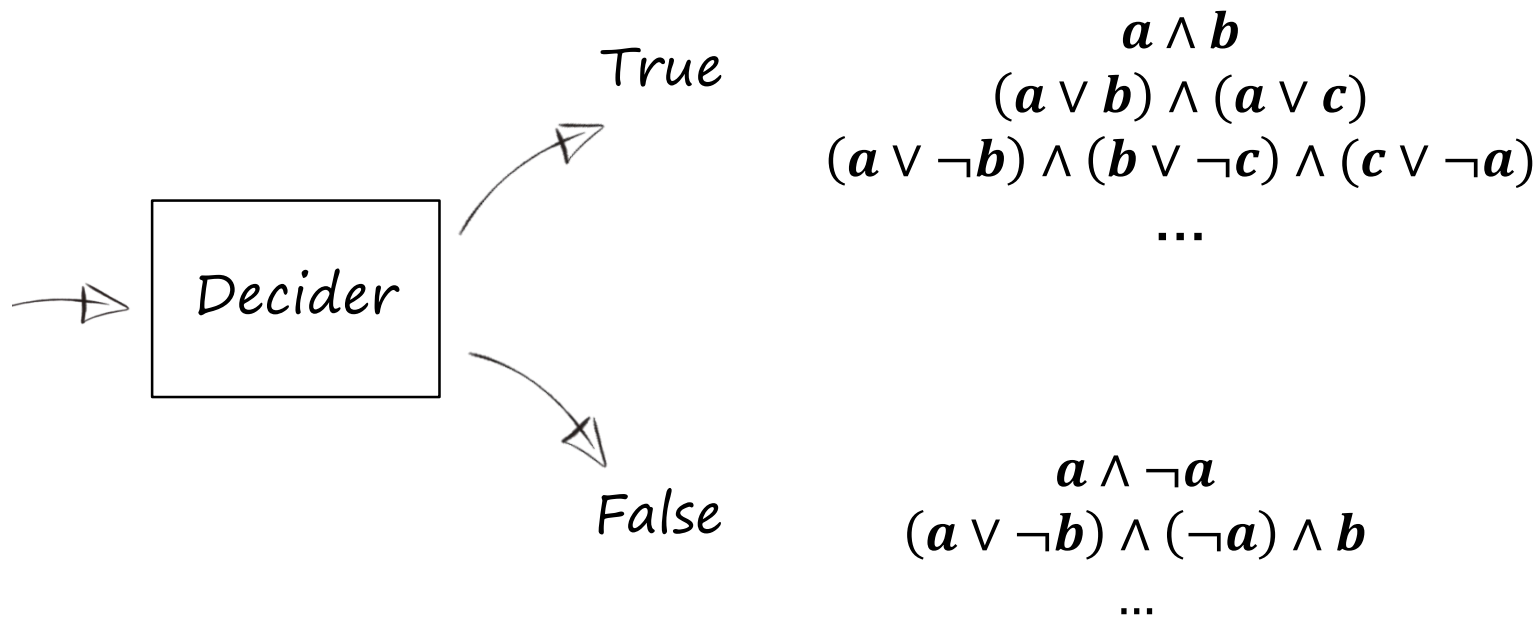 Decider
True
𝒂 ∧ 𝒃
(𝒂 ∨ 𝒃) ∧ (𝒂 ∨ 𝒄)
(𝒂 ∨ ¬𝒃) ∧ (𝒃 ∨ ¬𝒄) ∧ (𝒄 ∨ ¬𝒂)
...
False
𝒂 ∧ ¬𝒂
(𝒂 ∨ ¬𝒃) ∧ (¬𝒂) ∧ 𝒃
...